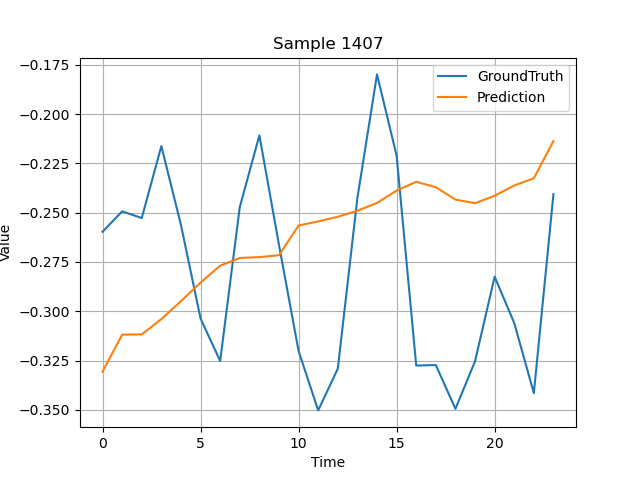 Sample 1407
−0.175
−0.200
−0.225
−0.250
−0.275
−0.300
−0.325
−0.350
Value
0 5 10 15 20
Time
GroundTruth
Prediction